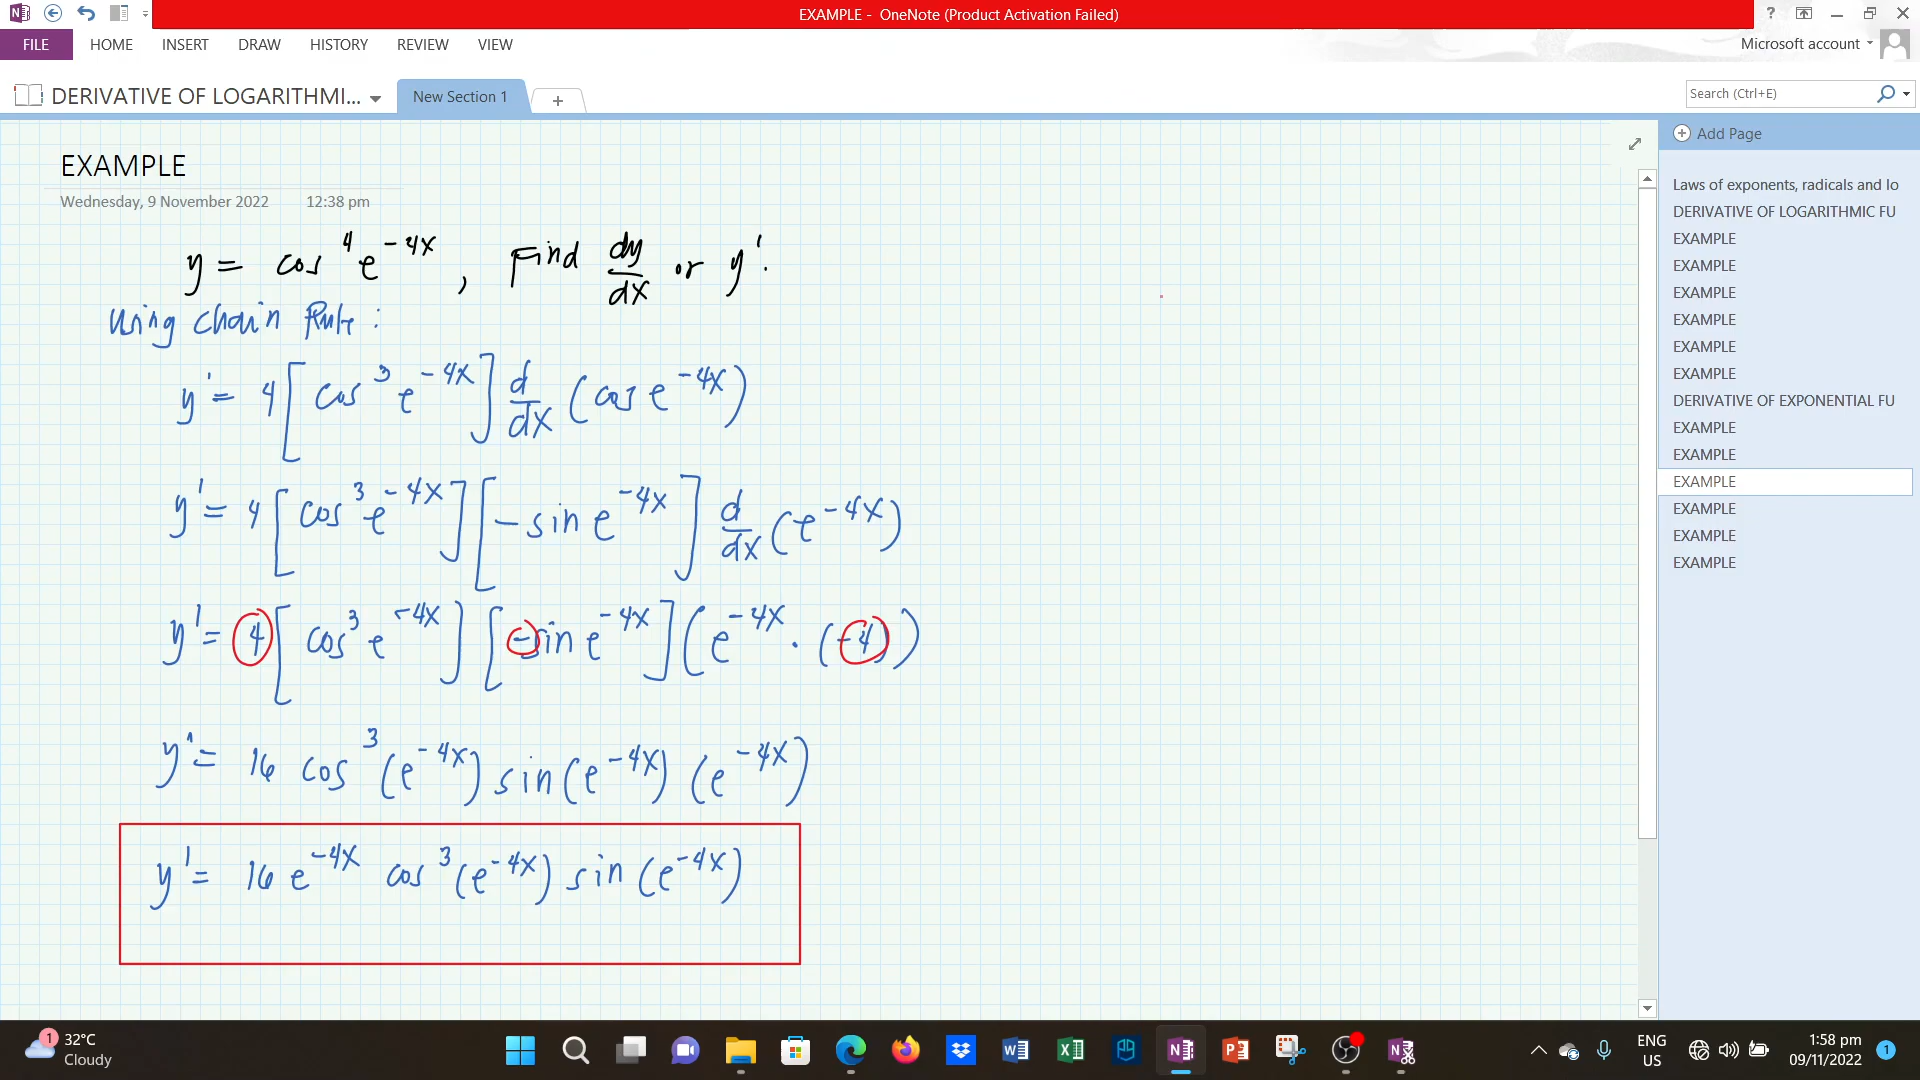 EXAMPLE - OneNote (Product Activation Failed)
FILE HOME INSERT DRAW HISTORY REVIEW VIEW
Microsoft account
DERIVATIVE OF LOGARITHMI... New Section 1 +
Search (Ctrl+E)
Add Page
EXAMPLE
Wednesday, 9 November 2022 12:38 pm
y = cos⁴ e^-4x , Find dy/dx or y'.
Using Chain Rule :
y' = 4 [cos³ e^-4x] d/dx (cos e^-4x)
y' = 4 [cos³ e^-4x] [-sin e^-4x] d/dx (e^-4x)
y' = 4 [cos³ e^-4x] [-sin e^-4x] (e^-4x · (-4))
y' = 16 cos³ (e^-4x) sin (e^-4x) (e^-4x)
y' = 16 e^-4x cos³ (e^-4x) sin (e^-4x)
Laws of exponents, radicals and lo
DERIVATIVE OF LOGARITHMIC FU
EXAMPLE
EXAMPLE
EXAMPLE
EXAMPLE
EXAMPLE
EXAMPLE
DERIVATIVE OF EXPONENTIAL FU
EXAMPLE
EXAMPLE
EXAMPLE
EXAMPLE
EXAMPLE
EXAMPLE
1 32°C
Cloudy
ENG
US
1:58 pm
09/11/2022
1